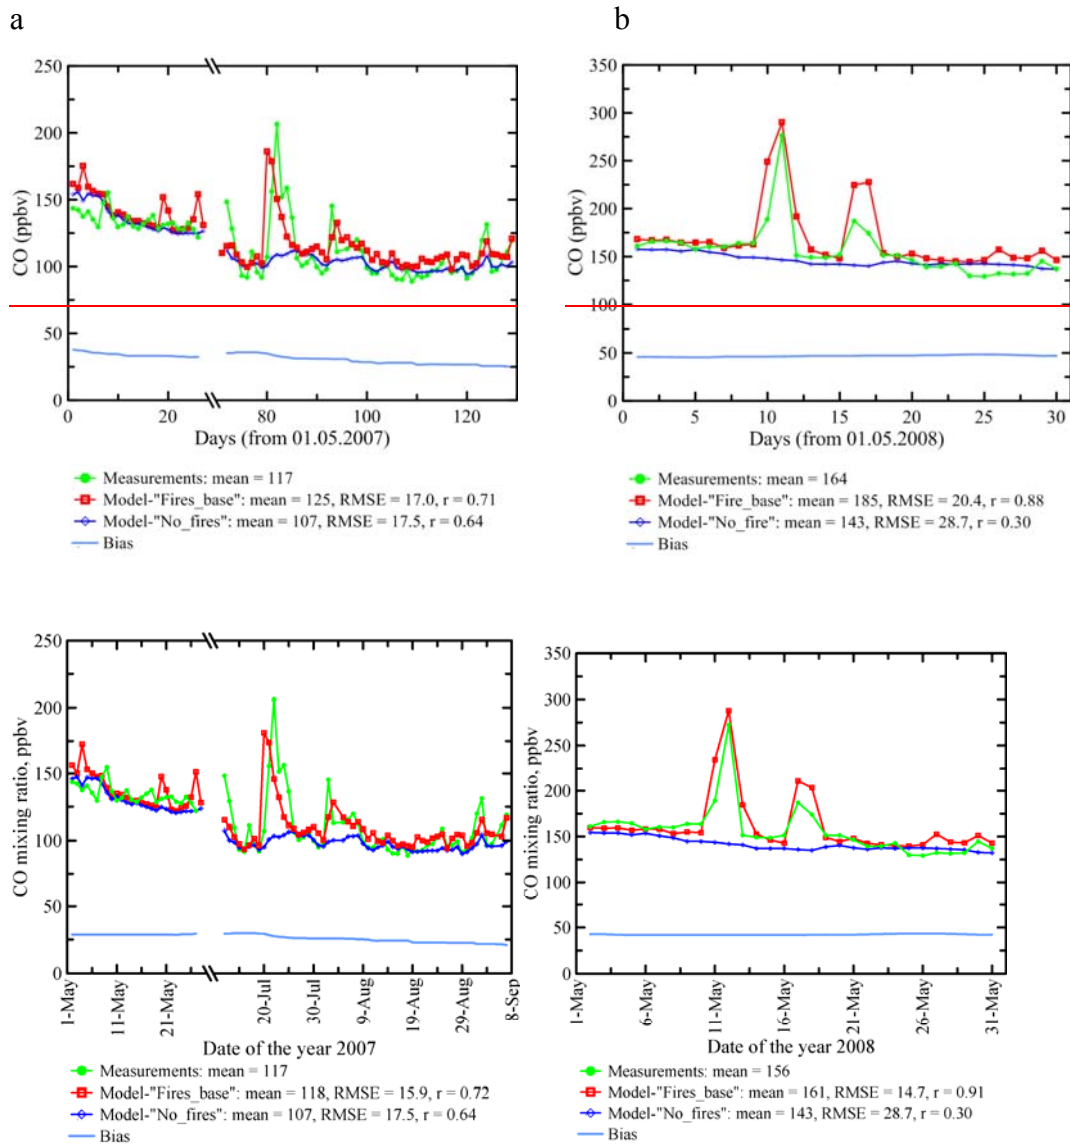 a
b
CO (ppbv)
250
200
150
100
50
0
0 20 80 100 120
Days (from 01.05.2007)
Measurements: mean = 117
Model-"Fires_base": mean = 125, RMSE = 17.0, r = 0.71
Model-"No_fires": mean = 107, RMSE = 17.5, r = 0.64
Bias
CO (ppbv)
350
300
250
200
150
100
50
0
0 5 10 15 20 25 30
Days (from 01.05.2008)
Measurements: mean = 164
Model-"Fire_base": mean = 185, RMSE = 20.4, r = 0.88
Model-"No_fire": mean = 143, RMSE = 28.7, r = 0.30
Bias
CO mixing ratio, ppbv
250
200
150
100
50
0
1-May 11-May 21-May 20-Jul 30-Jul 9-Aug 19-Aug 29-Aug 8-Sep
Date of the year 2007
Measurements: mean = 117
Model-"Fires_base": mean = 118, RMSE = 15.9, r = 0.72
Model-"No_fires": mean = 107, RMSE = 17.5, r = 0.64
Bias
CO mixing ratio, ppbv
350
300
250
200
150
100
50
0
1-May 6-May 11-May 16-May 21-May 26-May 31-May
Date of the year 2008
Measurements: mean = 156
Model-"Fires_base": mean = 161, RMSE = 14.7, r = 0.91
Model-"No_fires": mean = 143, RMSE = 28.7, r = 0.30
Bias